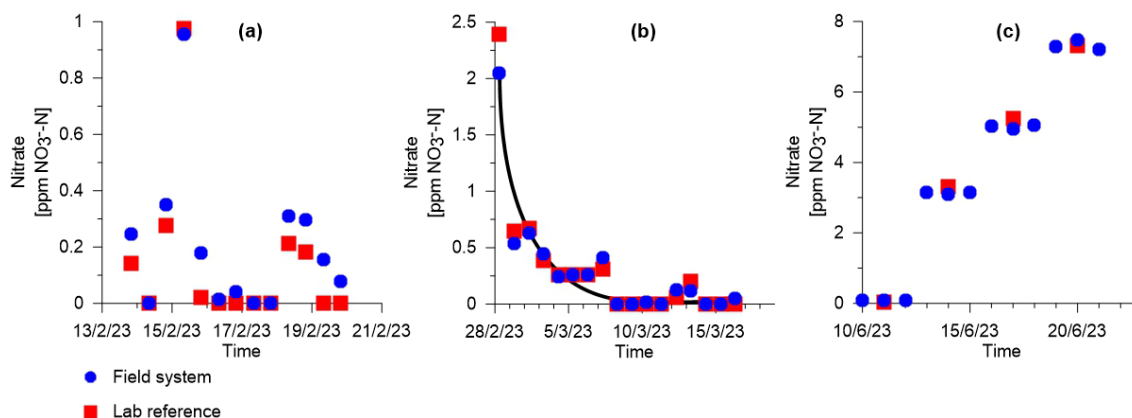 (a)
1
0.8
0.6
0.4
0.2
0
Nitrate
[ppm NO3⁻-N]
13/2/23 15/2/23 17/2/23 19/2/23 21/2/23
Time
(b)
2.5
2
1.5
1
0.5
0
Nitrate
[ppm NO3⁻-N]
28/2/23 5/3/23 10/3/23 15/3/23
Time
(c)
8
6
4
2
0
Nitrate
[ppm NO3⁻-N]
10/6/23 15/6/23 20/6/23
Time
Field system
Lab reference